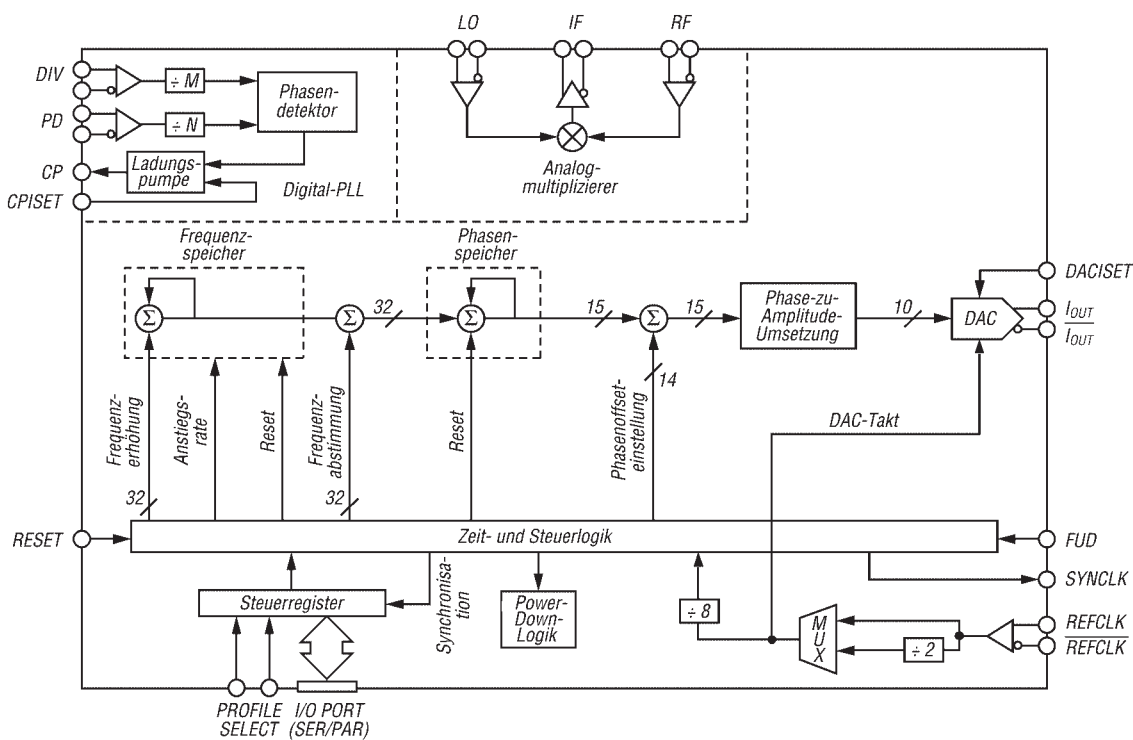 LO
IF
RF
DIV
÷ M
Phasen-
detektor
PD
÷ N
CP
Ladungs-
pumpe
CPISET
Digital-PLL
Analog-
multiplizierer
Frequenz-
speicher
Phasen-
speicher
DACISET
Σ
Σ
32
Σ
15
Σ
15
Phase-zu-
Amplitude-
Umsetzung
10
DAC
IOUT
IOUT
14
Frequenz-
erhöhung
Anstiegs-
rate
Reset
Frequenz-
abstimmung
Reset
Phasenoffset-
einstellung
DAC-Takt
32
32
RESET
Zeit- und Steuerlogik
FUD
SYNCLK
Steuerregister
Synchronisa-
tion
Power-
Down-
Logik
÷ 8
MUX
÷ 2
REFCLK
REFCLK
PROFILE
SELECT
I/O PORT
(SER/PAR)